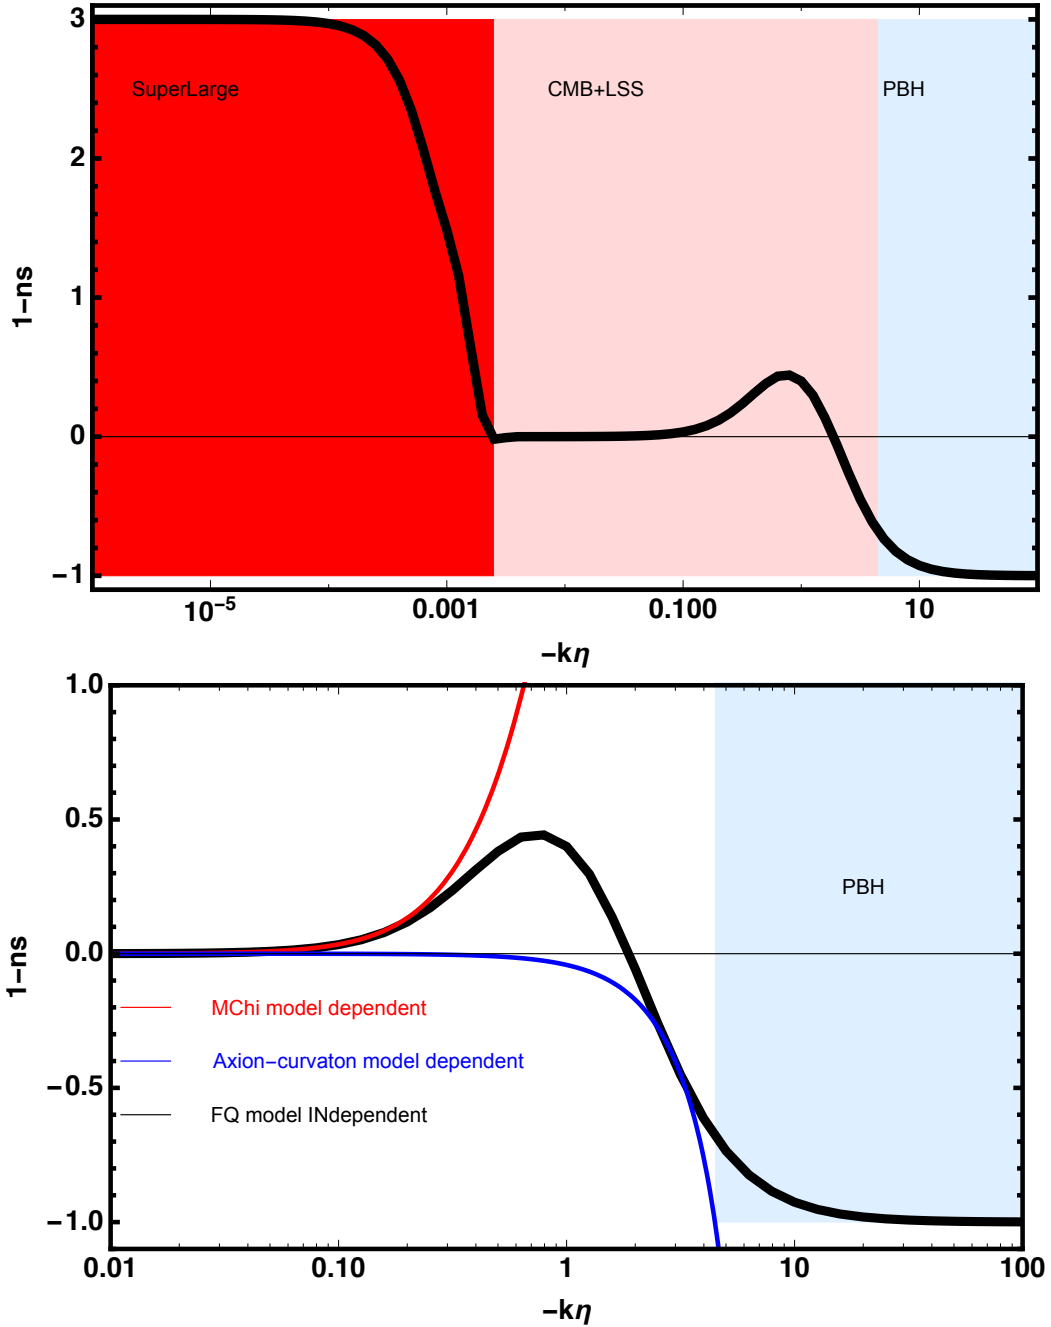 3
SuperLarge CMB+LSS PBH
2
1−ns
1
0
−1
10^-5 0.001 0.100 10
−kη
1.0
0.5
PBH
1−ns
0.0
MChi model dependent
Axion−curvaton model dependent
−0.5
FQ model INdependent
−1.0
0.01 0.10 1 10 100
−kη